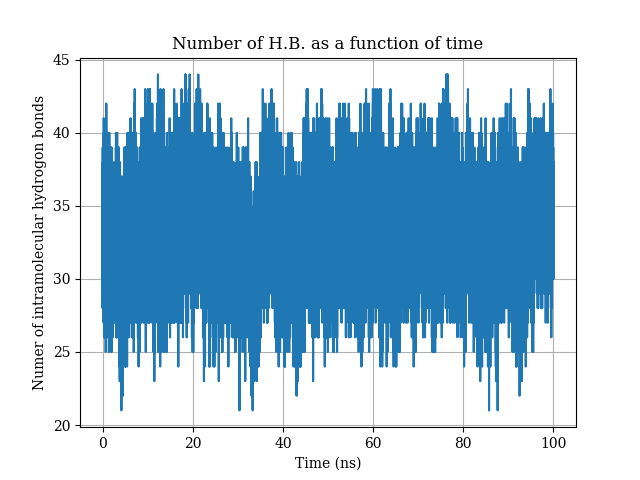 Number of H.B. as a function of time
Numer of intramolecular hydrogon bonds
45
40
35
30
25
20
0 20 40 60 80 100
Time (ns)